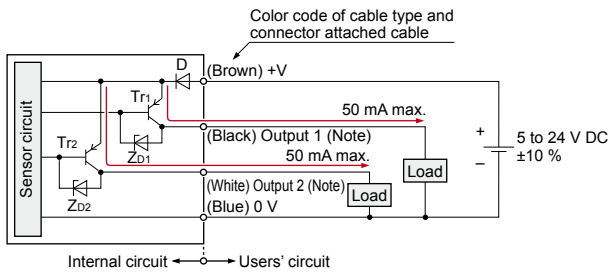 Color code of cable type and
connector attached cable
D
(Brown) +V
Tr1
50 mA max.
ZD1
(Black) Output 1 (Note)
+
5 to 24 V DC
±10 %
−
Sensor circuit
Tr2
50 mA max.
Load
ZD2
(White) Output 2 (Note)
Load
(Blue) 0 V
Internal circuit
Users' circuit